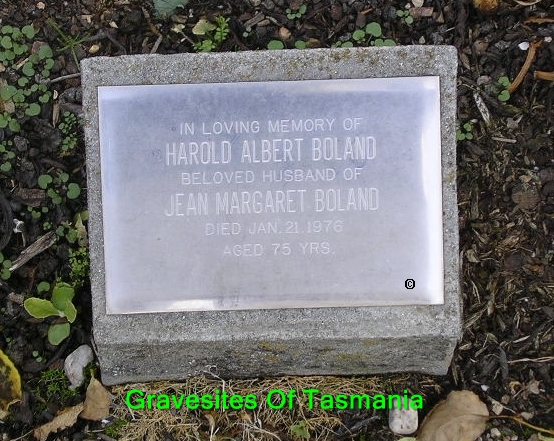 IN LOVING MEMORY OF
HAROLD ALBERT BOLAND
BELOVED HUSBAND OF
JEAN MARGARET BOLAND
DIED JAN. 21. 1976
AGED 75 YRS.
©
Gravesites Of Tasmania